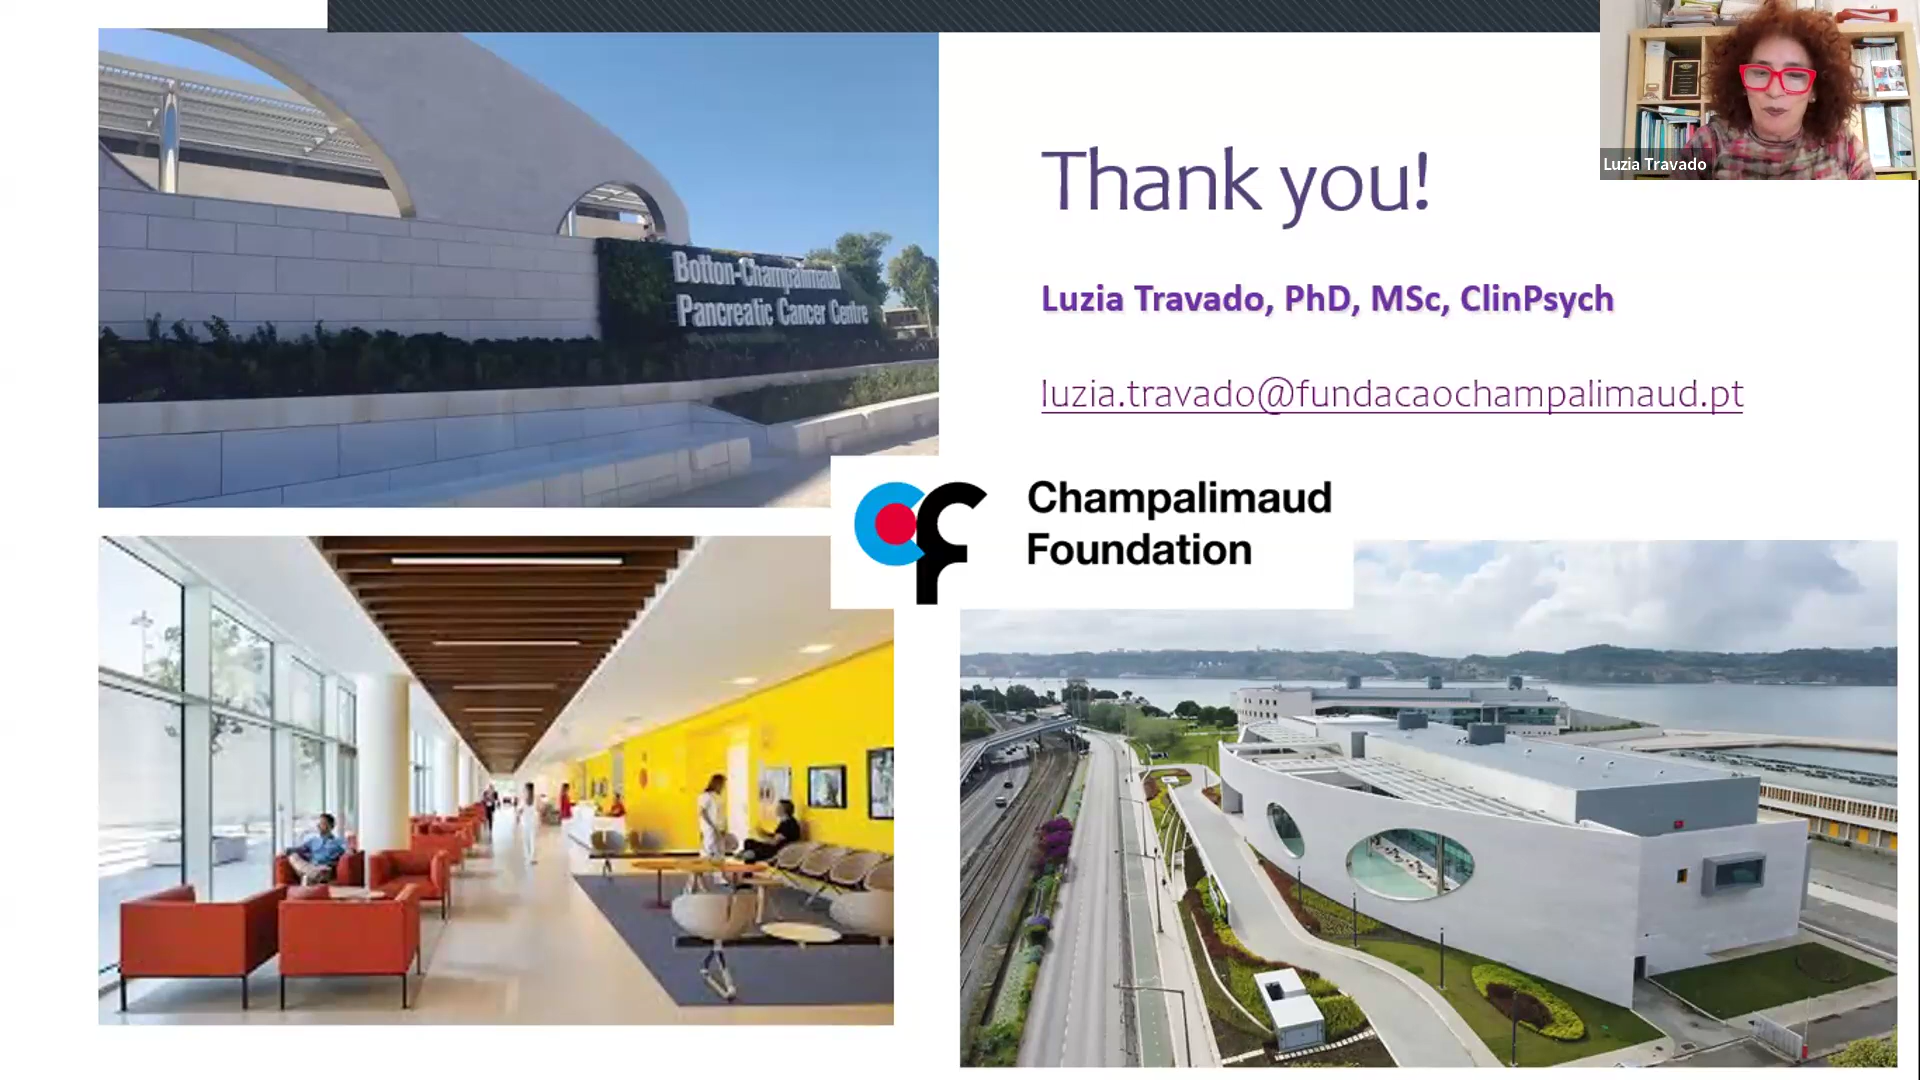 Botton-Champalimaud
Pancreatic Cancer Centre
Thank you!
Luzia Travado
Luzia Travado, PhD, MSc, ClinPsych
luzia.travado@fundacaochampalimaud.pt
cf
Champalimaud
Foundation